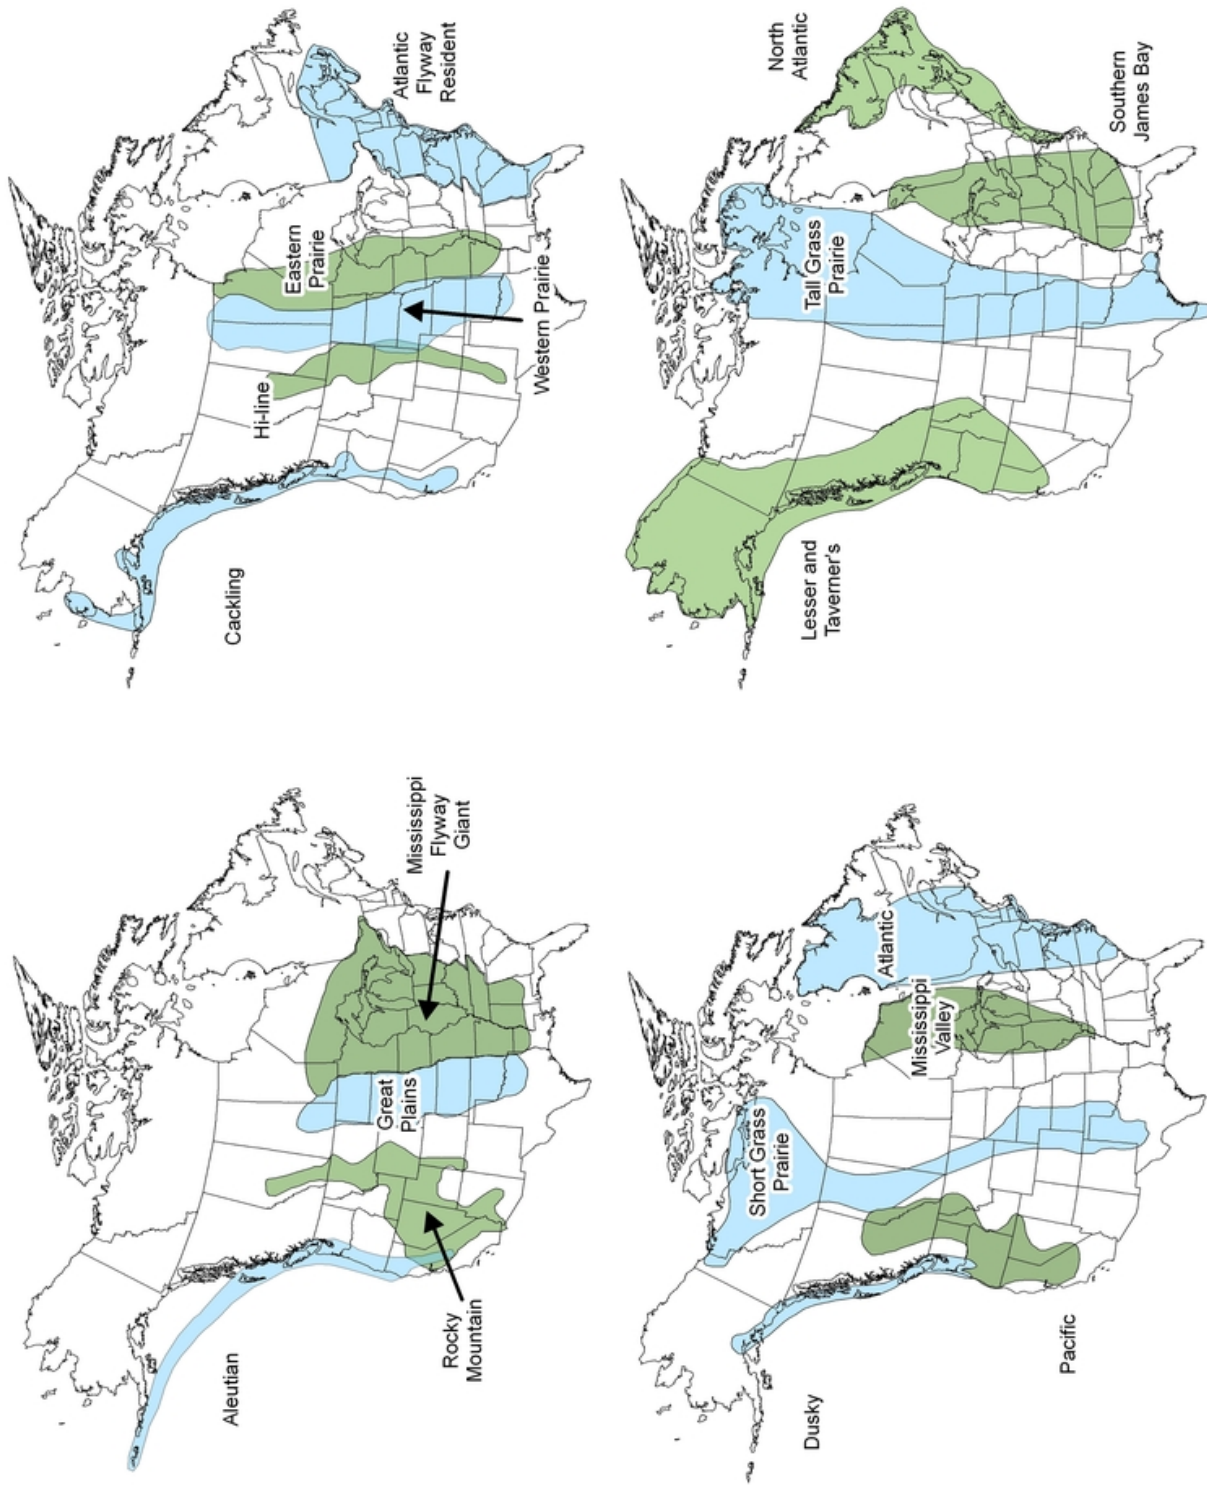 Aleutian
Rocky
Mountain
Great
Plains
Mississippi
Flyway
Giant
Cackling
Hi-line
Eastern
Prairie
Western Prairie
Atlantic
Flyway
Resident
Dusky
Pacific
Short Grass
Prairie
Mississippi
Valley
Atlantic
Lesser and
Taverner's
Tall Grass
Prairie
North
Atlantic
Southern
James Bay